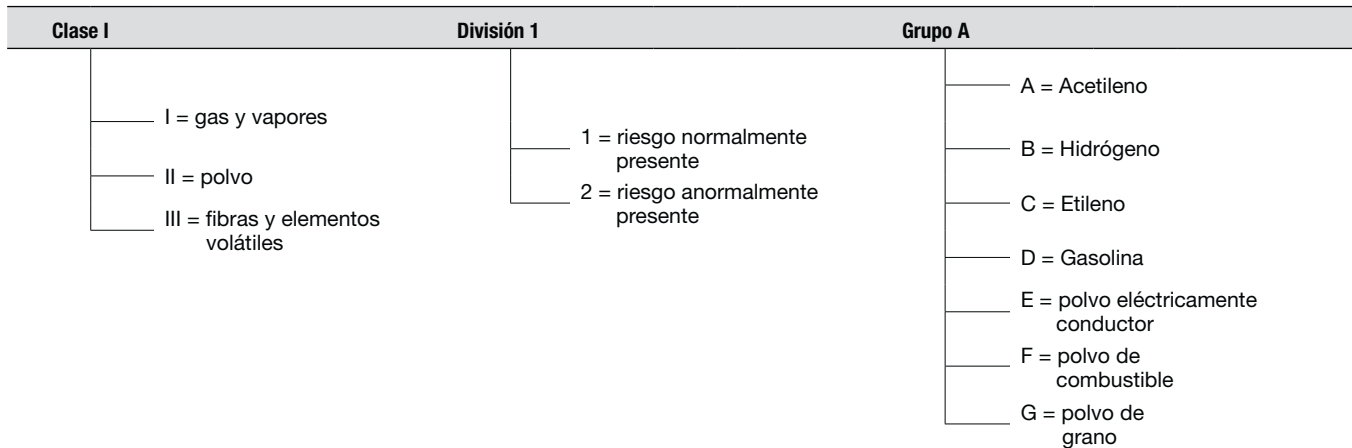 Clase I
División 1
Grupo A
I = gas y vapores
II = polvo
III = fibras y elementos
volátiles
1 = riesgo normalmente
presente
2 = riesgo anormalmente
presente
A = Acetileno
B = Hidrógeno
C = Etileno
D = Gasolina
E = polvo eléctricamente
conductor
F = polvo de
combustible
G = polvo de
grano